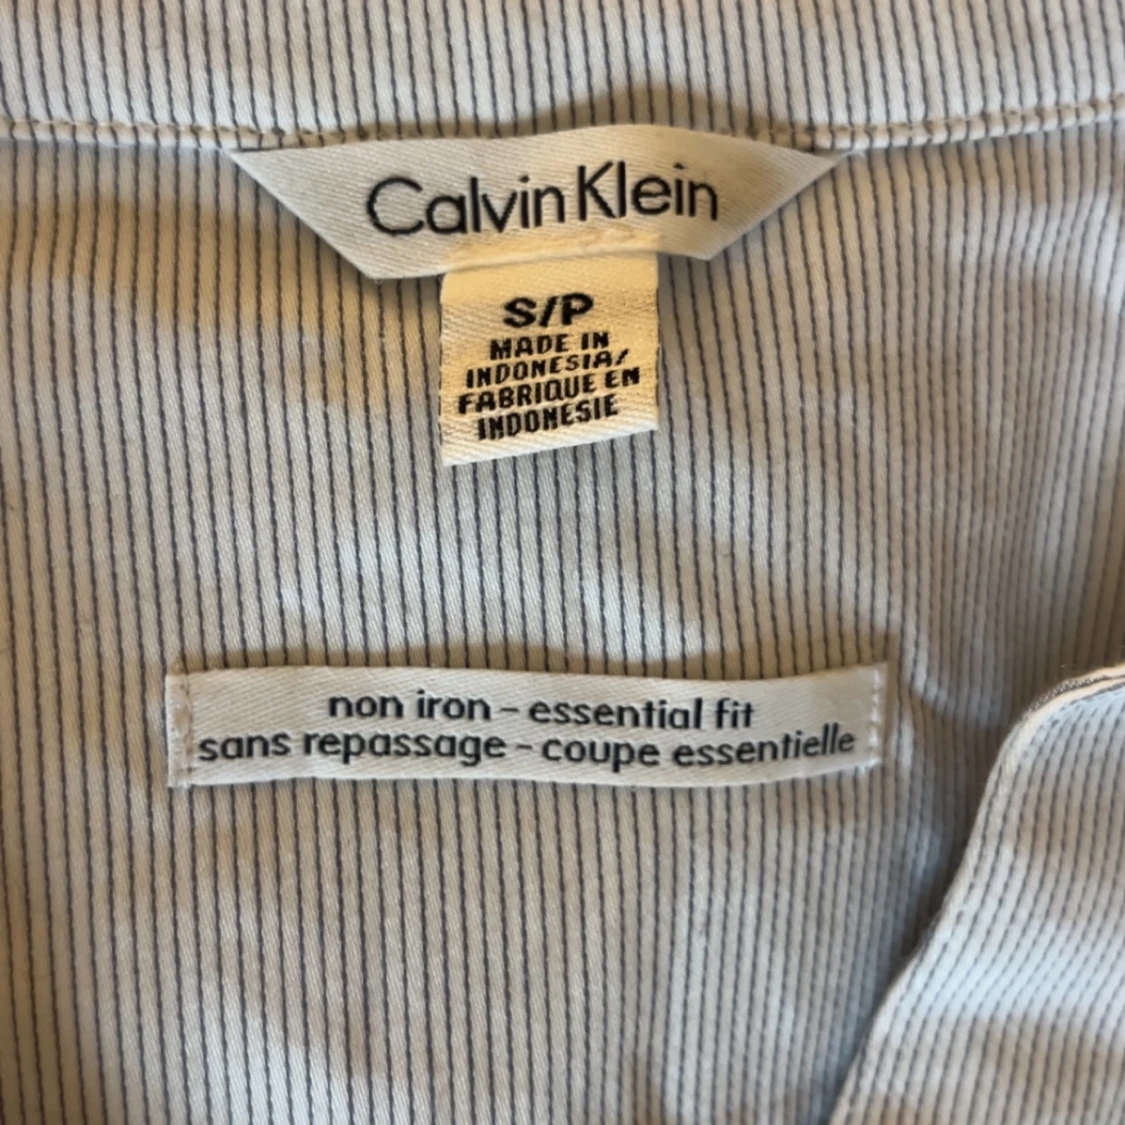 Calvin Klein
S/P
MADE IN
INDONESIA/
FABRIQUE EN
INDONESIE
non iron - essential fit
sans repassage - coupe essentielle